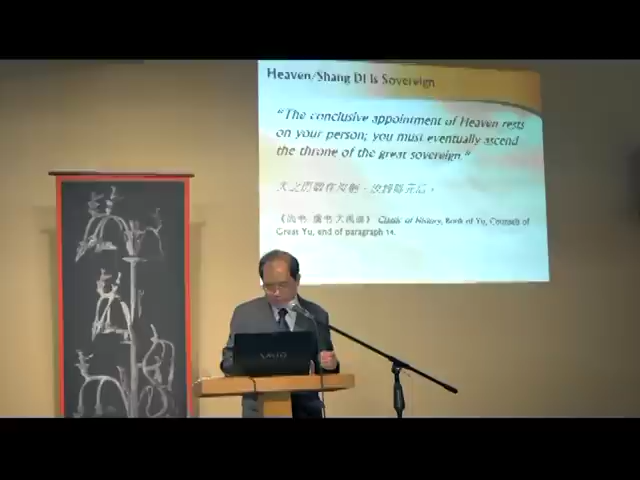 Heaven/Shang Di Is Sovereign
"The conclusive appointment of Heaven rests
on your person; you must eventually ascend
the throne of the great sovereign."
Classic of History, Book of Yu, Counsels of
Great Yu, end of paragraph 14.
VAIO